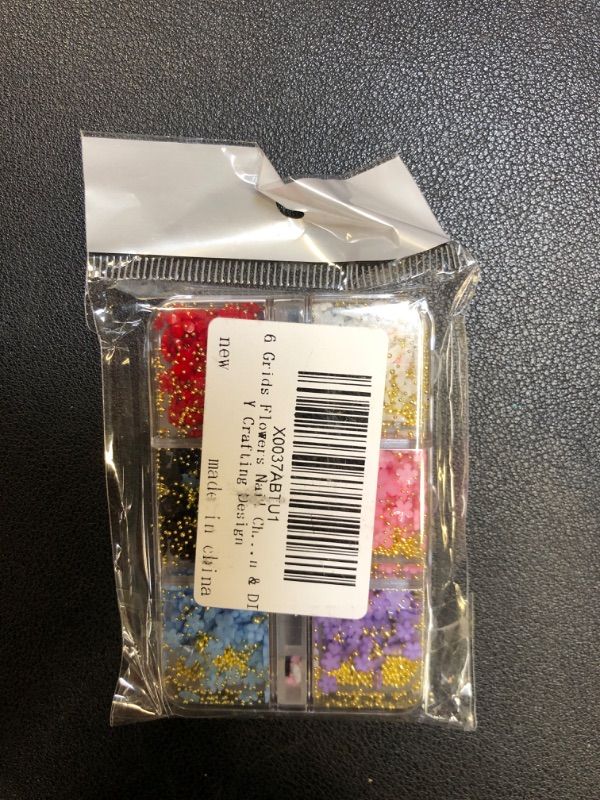 X0037ABTU1
6 Grids Flowers Nail Ch...n & DI
Y Crafting Design
new
made in china